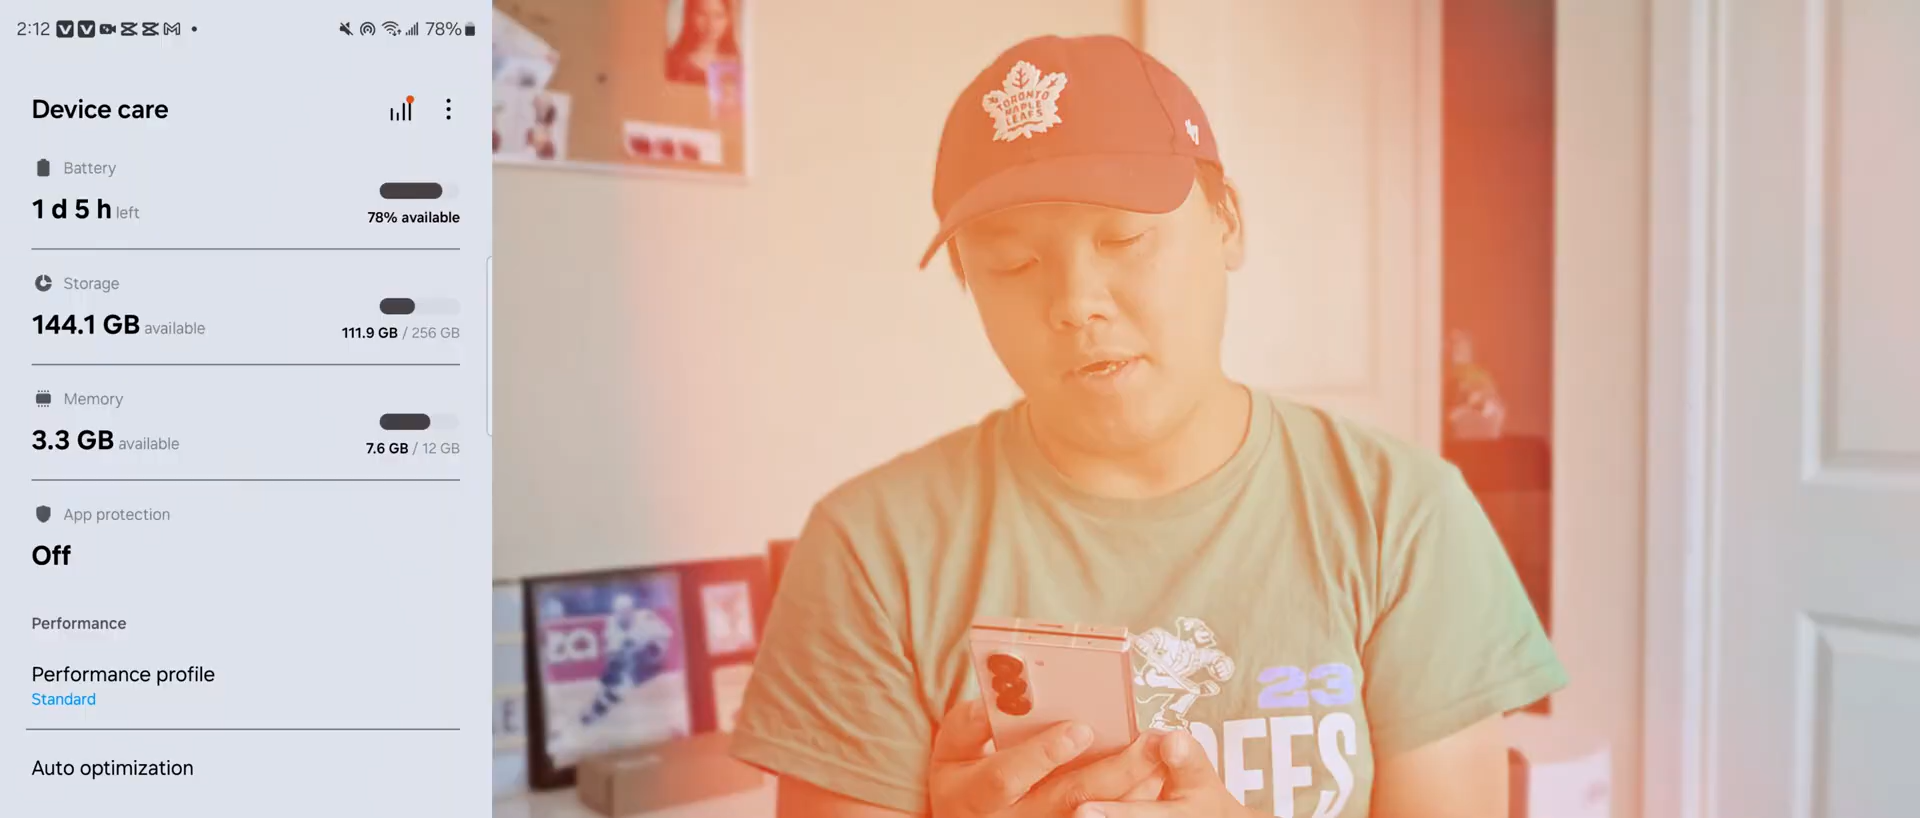 2:12
78%
Device care
Battery
1 d 5 h left
78% available
Storage
144.1 GB available
111.9 GB / 256 GB
Memory
3.3 GB available
7.6 GB / 12 GB
App protection
Off
Performance
Performance profile
Standard
Auto optimization
TORONTO
MAPLE
LEAFS
23